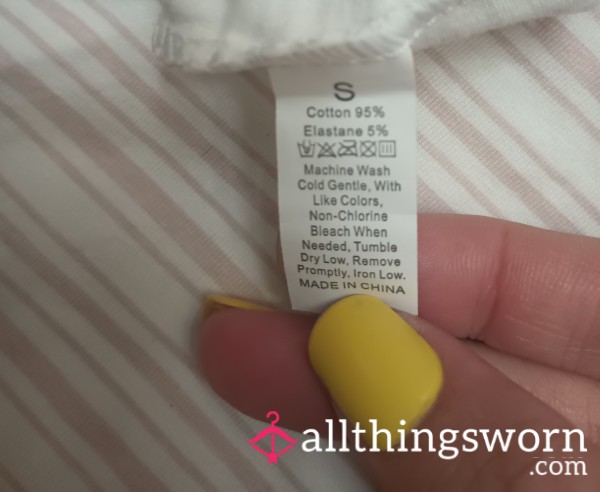 S
Cotton 95%
Elastane 5%
Machine Wash
Cold Gentle, With
Like Colors,
Non-Chlorine
Bleach When
Needed, Tumble
Dry Low, Remove
Promptly, Iron Low.
MADE IN CHINA
allthingsworn
.com